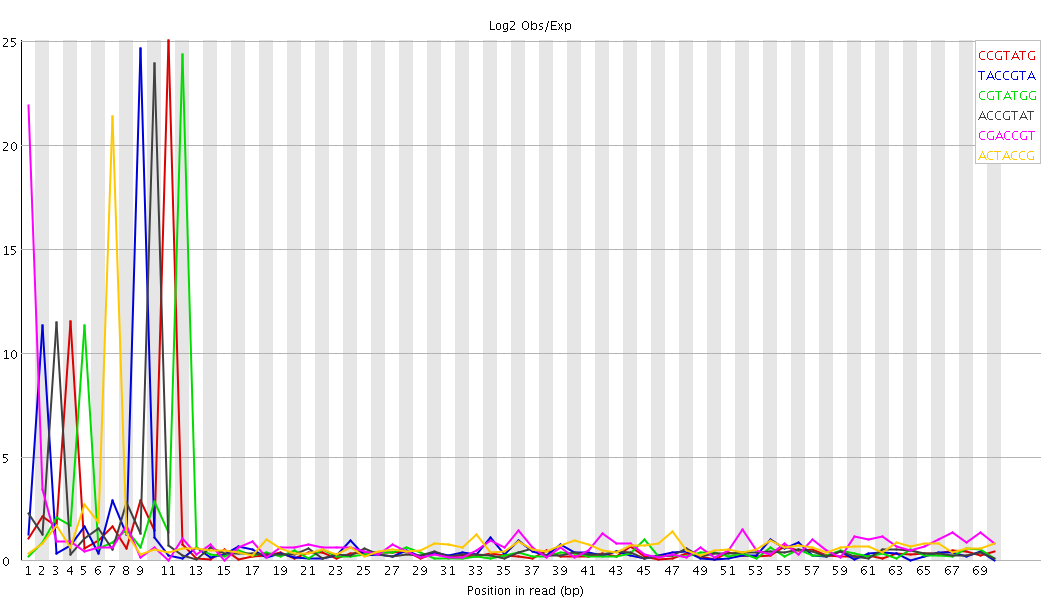 Log2 Obs/Exp
25
20
15
10
5
0
CCGTATG
TACCGTA
CGTATGG
ACCGTAT
CGACCGT
ACTACCG
1 2 3 4 5 6 7 8 9 11 13 15 17 19 21 23 25 27 29 31 33 35 37 39 41 43 45 47 49 51 53 55 57 59 61 63 65 67 69
Position in read (bp)